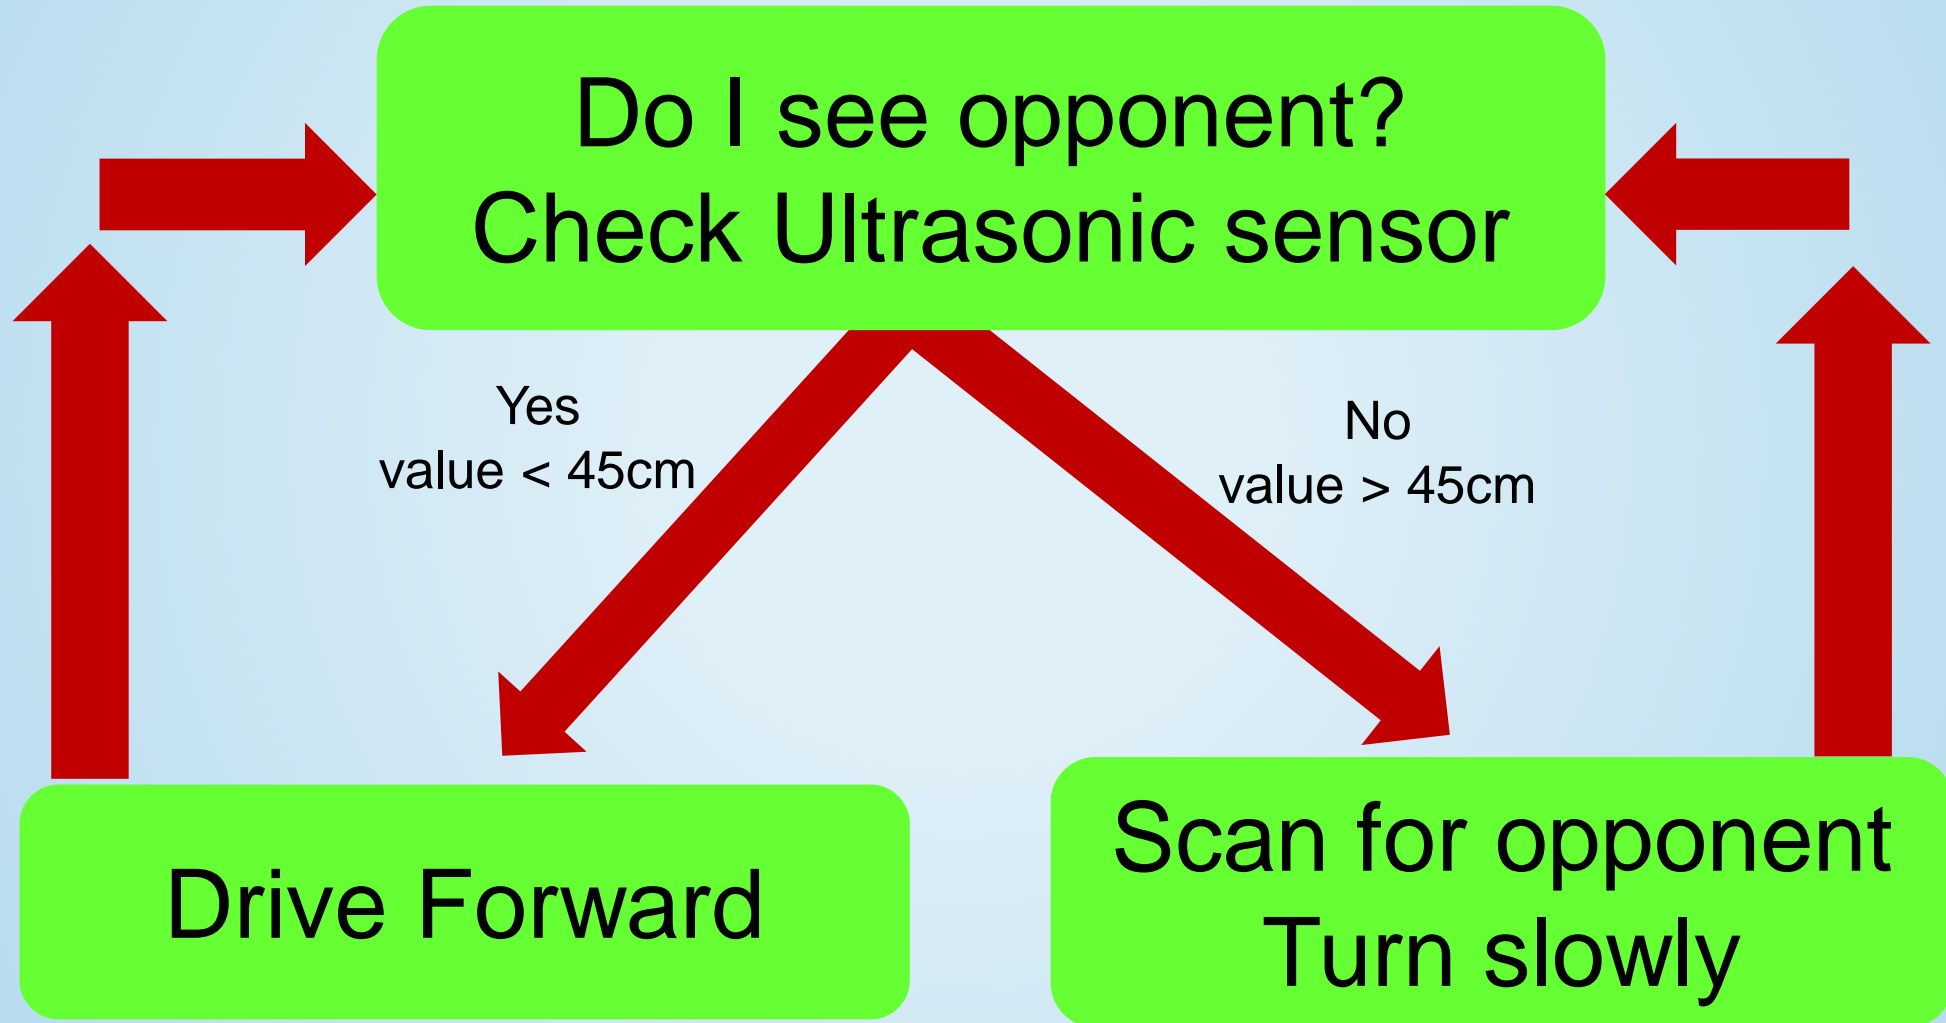 Do I see opponent?
Check Ultrasonic sensor
Yes
value < 45cm
No
value > 45cm
Drive Forward
Scan for opponent
Turn slowly